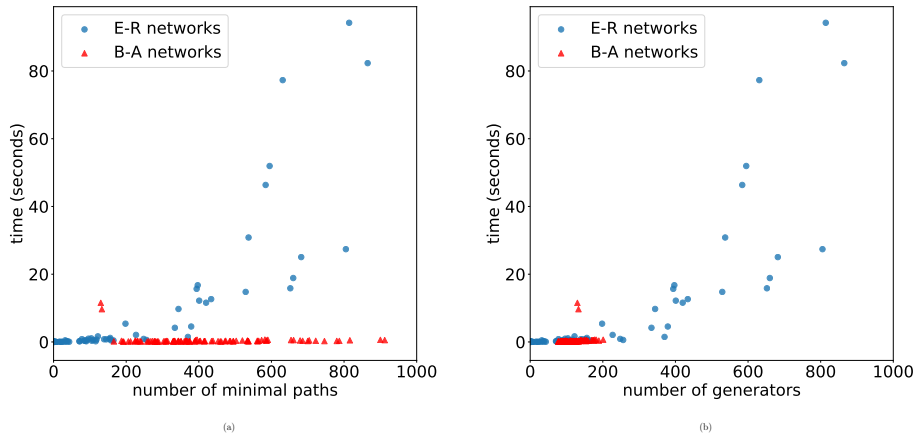 E-R networks
B-A networks
time (seconds)
80
60
40
20
0
0 200 400 600 800 1000
number of minimal paths
(a)
E-R networks
B-A networks
time (seconds)
80
60
40
20
0
0 200 400 600 800 1000
number of generators
(b)